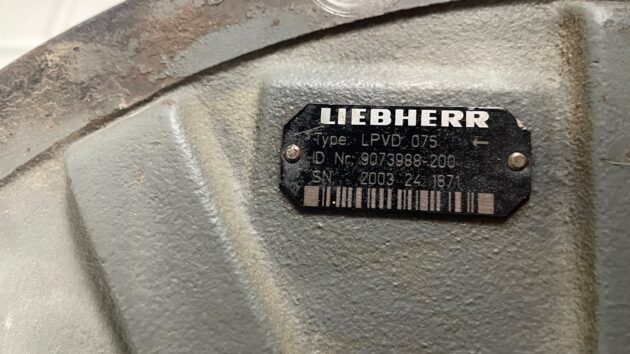 LIEBHERR
Type: LPVD 075 ←
ID Nr: 9073988-200
SN 2003 24 1871